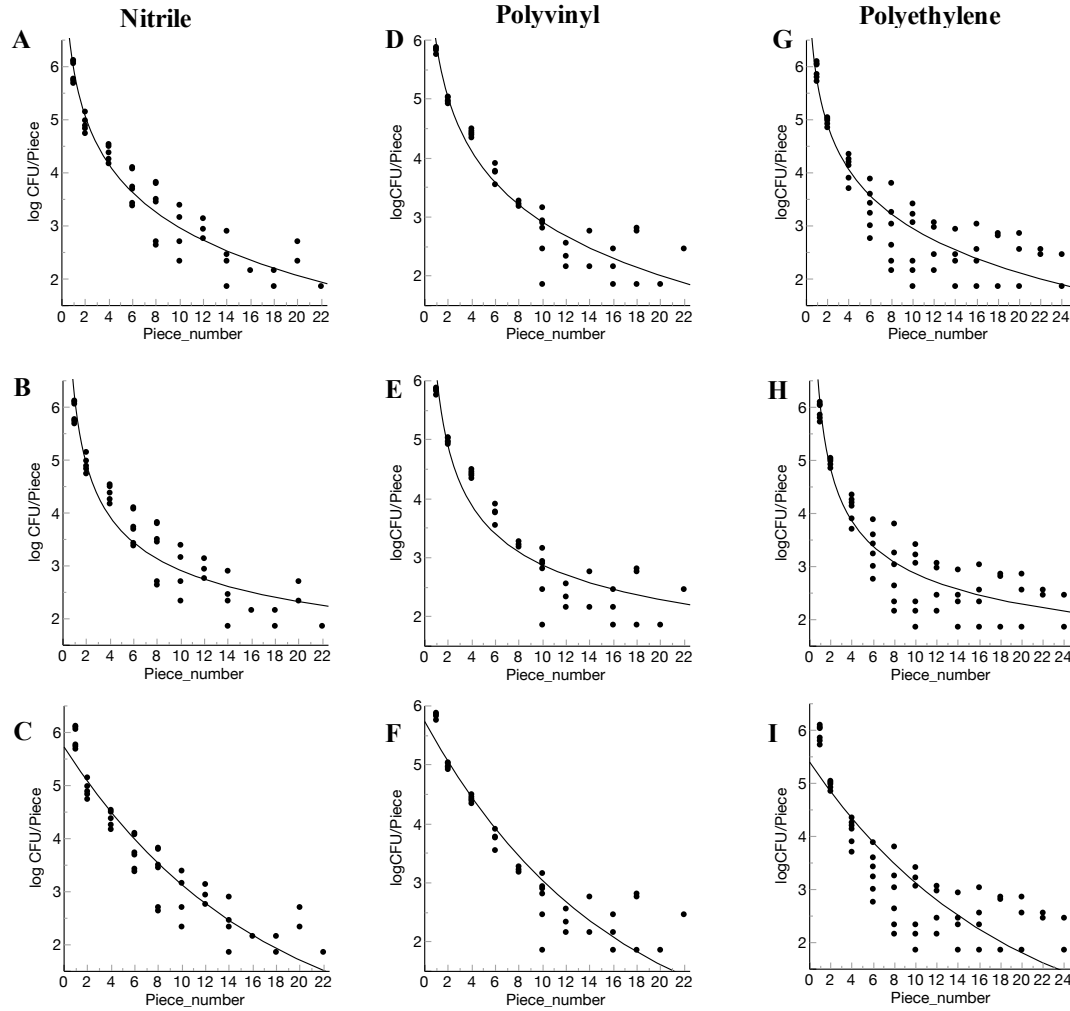 Nitrile Polyvinyl Polyethylene
A D G
6 5 4 3 2
log CFU/Piece
0 2 4 6 8 10 12 14 16 18 20 22
Piece_number
6 5 4 3 2
logCFU/Piece
0 2 4 6 8 10 12 14 16 18 20 22
Piece_number
6 5 4 3 2
logCFU/Piece
0 2 4 6 8 10 12 14 16 18 20 22 24
Piece_number
B E H
6 5 4 3 2
log CFU/Piece
0 2 4 6 8 10 12 14 16 18 20 22
Piece_number
6 5 4 3 2
logCFU/Piece
0 2 4 6 8 10 12 14 16 18 20 22
Piece_number
6 5 4 3 2
logCFU/Piece
0 2 4 6 8 10 12 14 16 18 20 22 24
Piece_number
C F I
6 5 4 3 2
log CFU/Piece
0 2 4 6 8 10 12 14 16 18 20 22
Piece_number
6 5 4 3 2
logCFU/Piece
0 2 4 6 8 10 12 14 16 18 20 22
Piece_number
6 5 4 3 2
logCFU/Piece
0 2 4 6 8 10 12 14 16 18 20 22 24
Piece_number